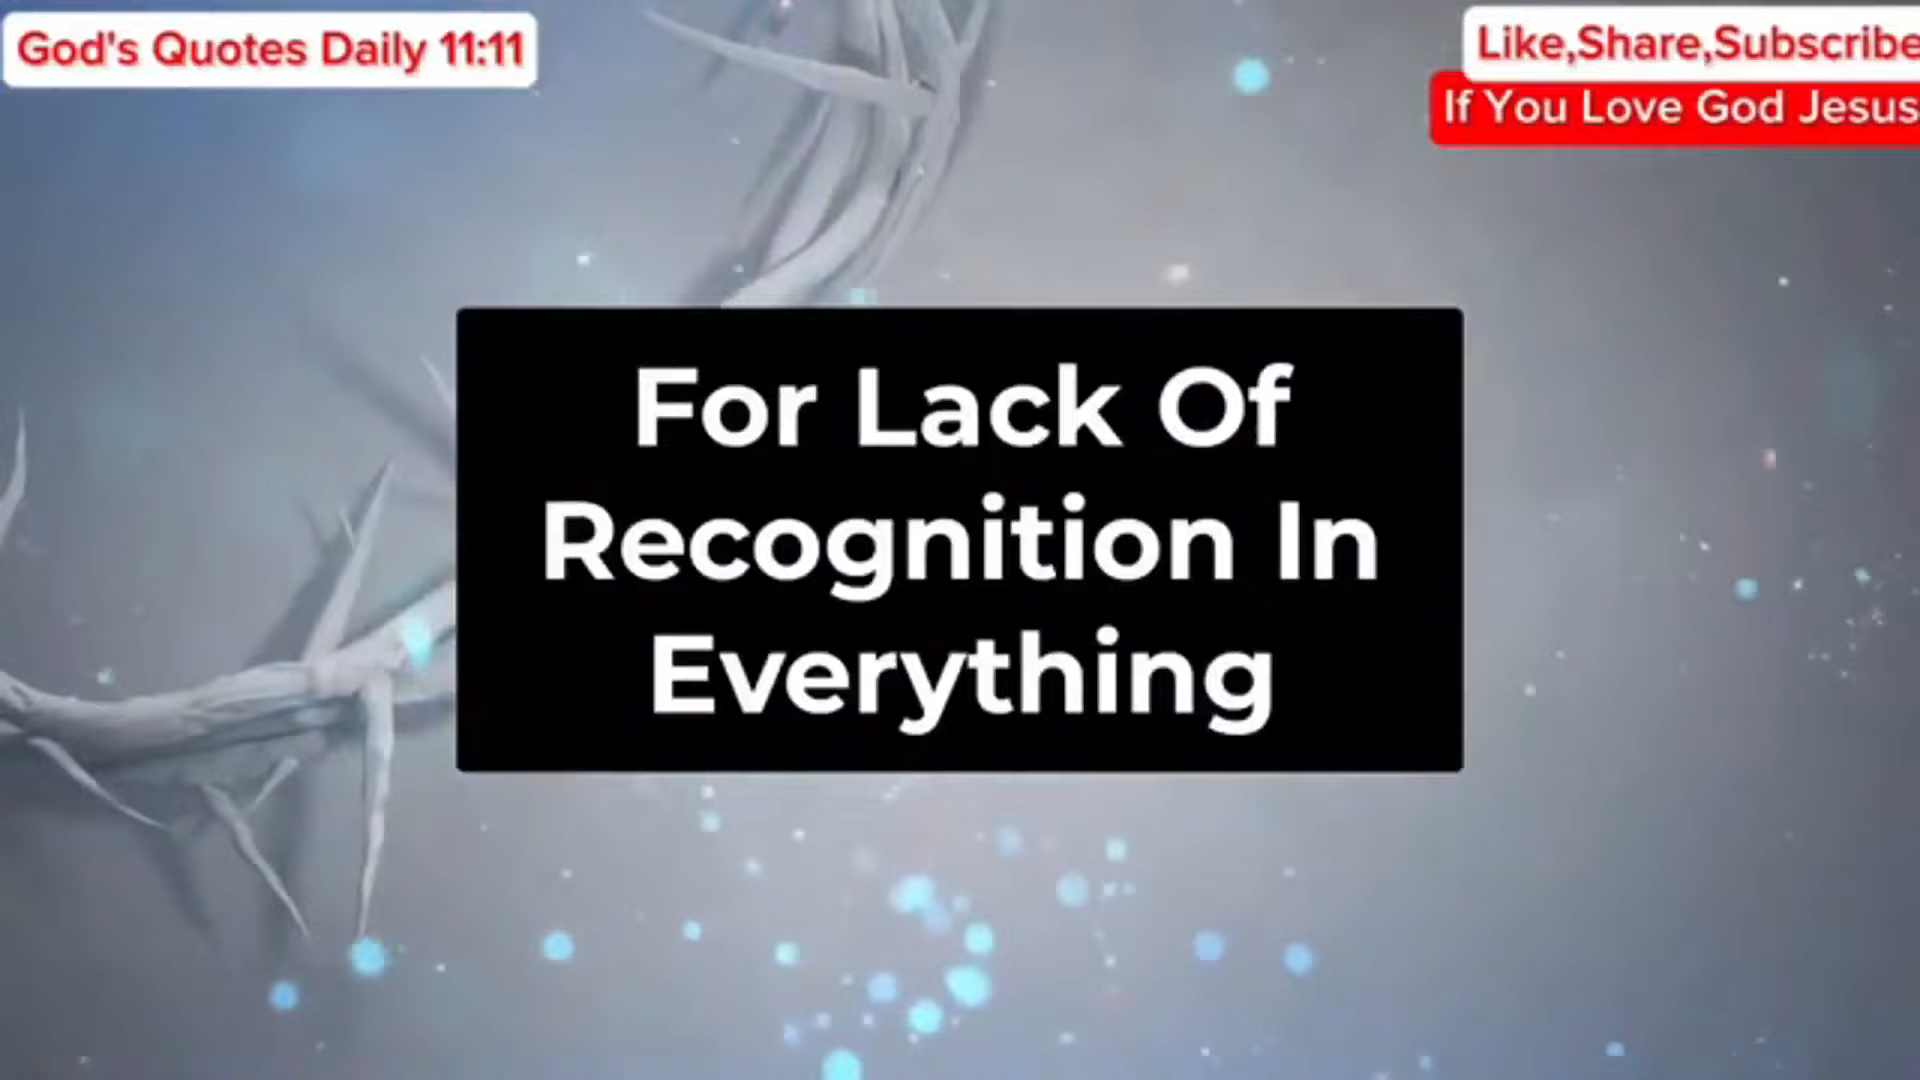 God's Quotes Daily 11:11
Like,Share,Subscribe
If You Love God Jesus
For Lack Of
Recognition In
Everything